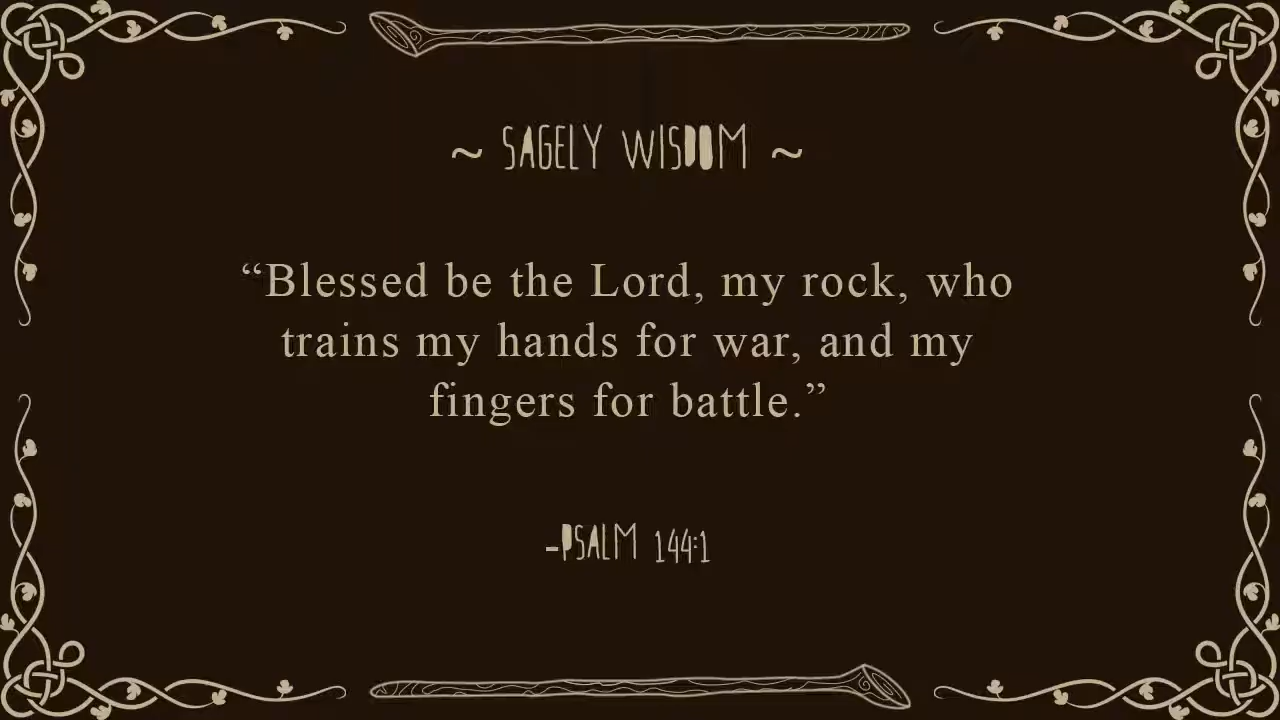 ~ SAGELY WISDOM ~
“Blessed be the Lord, my rock, who
trains my hands for war, and my
fingers for battle.”
-PSALM 144:1